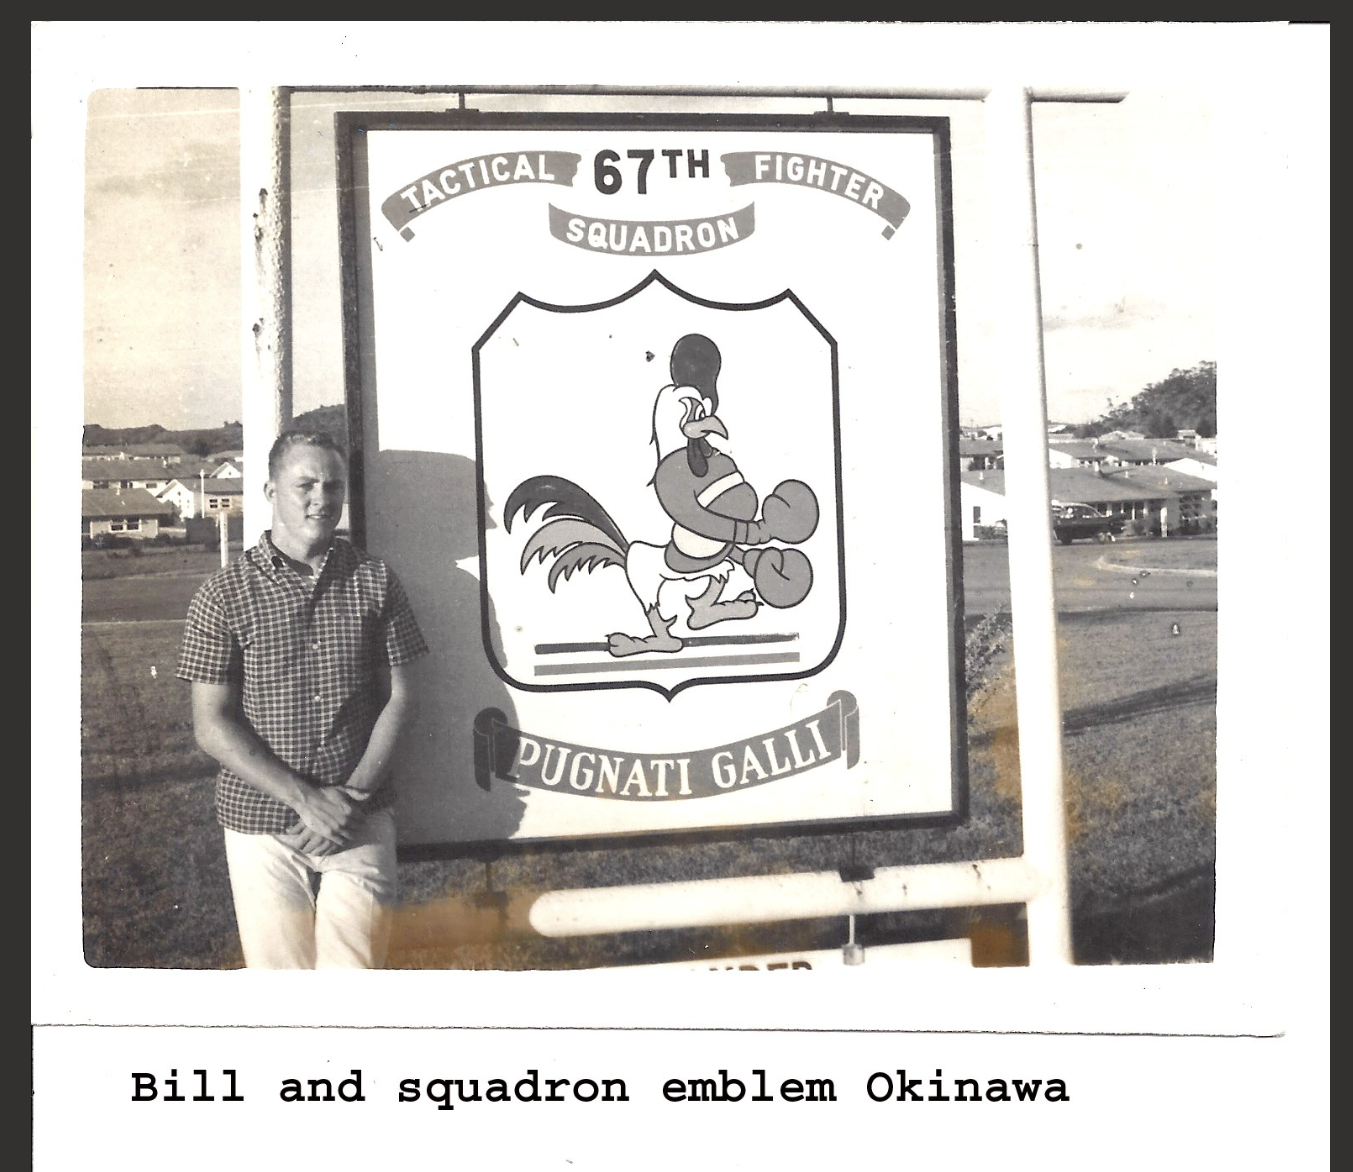 TACTICAL 67TH FIGHTER
SQUADRON
PUGNATI GALLI
Bill and squadron emblem Okinawa